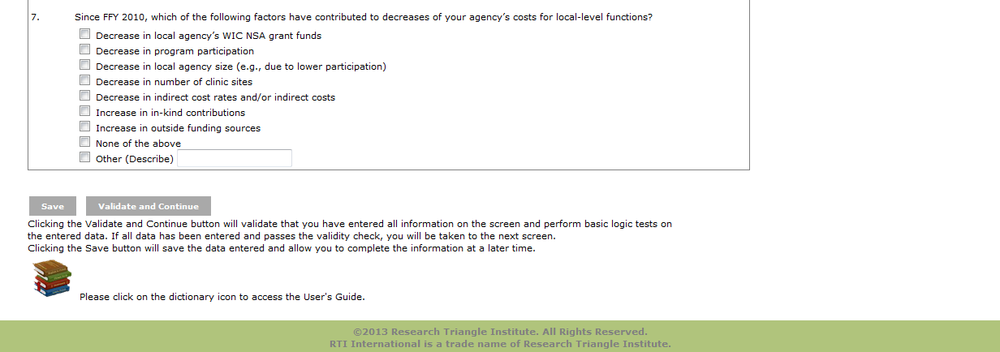 7. Since FFY 2010, which of the following factors have contributed to decreases of your agency's costs for local-level functions?
Decrease in local agency's WIC NSA grant funds
Decrease in program participation
Decrease in local agency size (e.g., due to lower participation)
Decrease in number of clinic sites
Decrease in indirect cost rates and/or indirect costs
Increase in in-kind contributions
Increase in outside funding sources
None of the above
Other (Describe)
Save Validate and Continue
Clicking the Validate and Continue button will validate that you have entered all information on the screen and perform basic logic tests on
the entered data. If all data has been entered and passes the validity check, you will be taken to the next screen.
Clicking the Save button will save the data entered and allow you to complete the information at a later time.
Please click on the dictionary icon to access the User's Guide.
©2013 Research Triangle Institute. All Rights Reserved.
RTI International is a trade name of Research Triangle Institute.